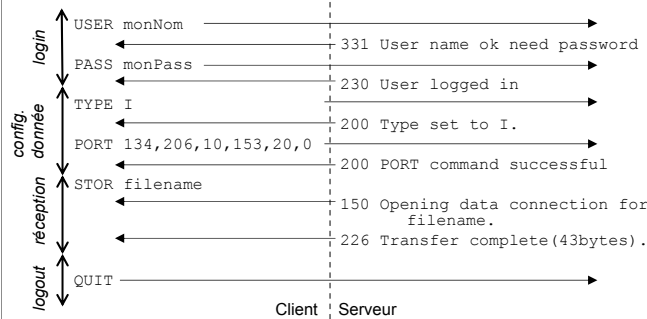 login
USER monNom
331 User name ok need password
PASS monPass
230 User logged in
config.
donnée
TYPE I
200 Type set to I.
PORT 134,206,10,153,20,0
200 PORT command successful
réception
STOR filename
150 Opening data connection for
filename.
226 Transfer complete(43bytes).
logout
QUIT
Client
Serveur